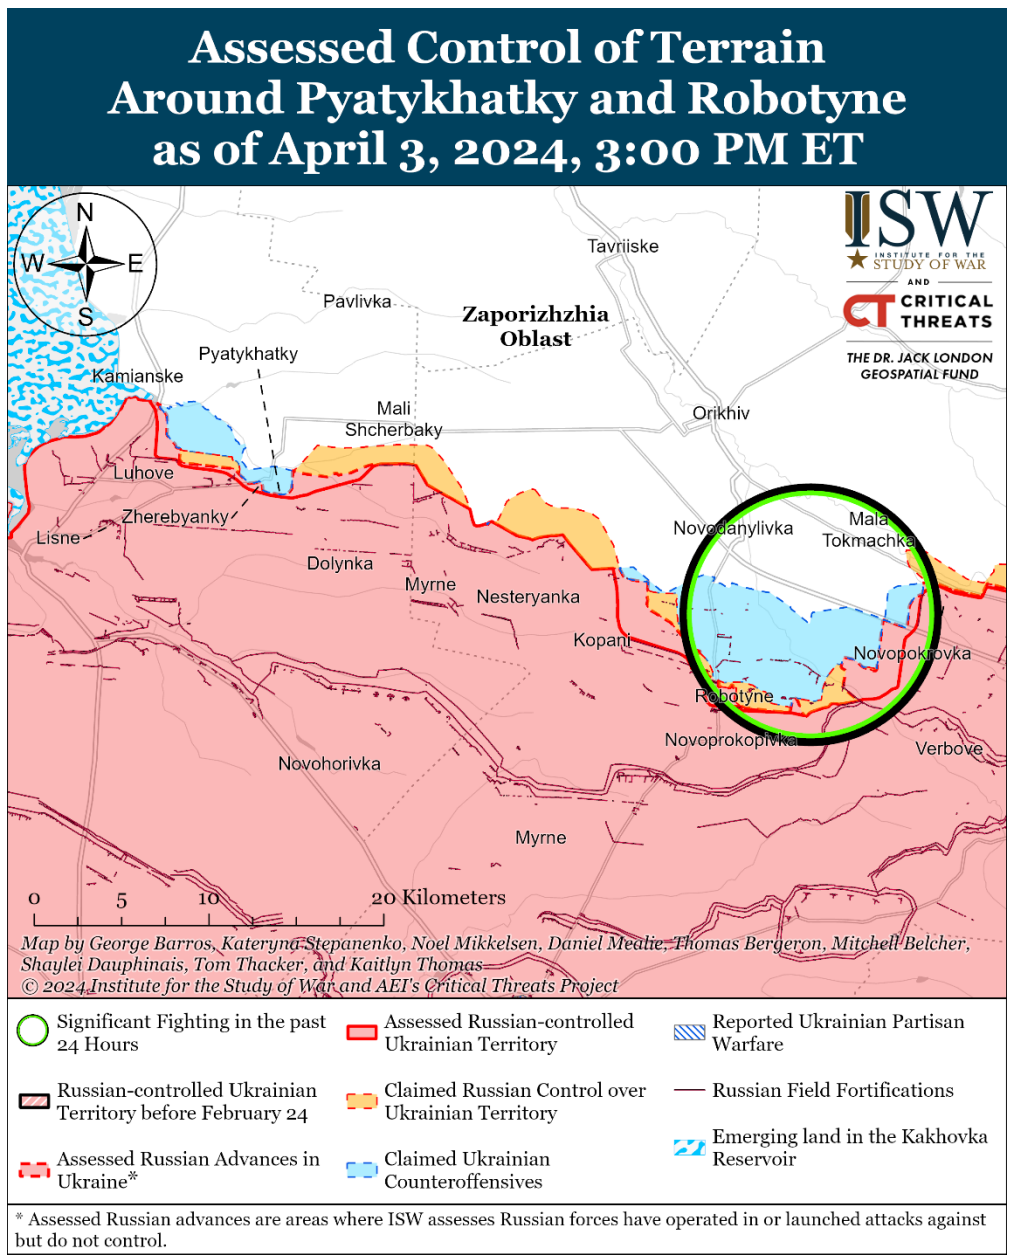 Assessed Control of Terrain
Around Pyatykhatky and Robotyne
as of April 3, 2024, 3:00 PM ET
N
W
E
S
ISW
INSTITUTE FOR THE
STUDY OF WAR
AND
CT CRITICAL
THREATS
THE DR. JACK LONDON
GEOSPATIAL FUND
Tavriiske
Pavlivka
Zaporizhzhia
Oblast
Pyatykhatky
Kamianske
Mali
Shcherbaky
Orikhiv
Luhove
Zherebyanky
Lisne
Novodanylivka
Mala
Tokmachka
Dolynka
Myrne
Nesteryanka
Kopani
Novopokrovka
Robotyne
Novoprokopivka
Verbove
Novohorivka
Myrne
0 5 10 20 Kilometers
Map by George Barros, Kateryna Stepanenko, Noel Mikkelsen, Daniel Mealie, Thomas Bergeron, Mitchell Belcher,
Shaylei Dauphinais, Tom Thacker, and Kaitlyn Thomas
© 2024 Institute for the Study of War and AEI's Critical Threats Project
Significant Fighting in the past
24 Hours
Russian-controlled Ukrainian
Territory before February 24
Assessed Russian Advances in
Ukraine*
Assessed Russian-controlled
Ukrainian Territory
Claimed Russian Control over
Ukrainian Territory
Claimed Ukrainian
Counteroffensives
Reported Ukrainian Partisan
Warfare
Russian Field Fortifications
Emerging land in the Kakhovka
Reservoir
* Assessed Russian advances are areas where ISW assesses Russian forces have operated in or launched attacks against
but do not control.